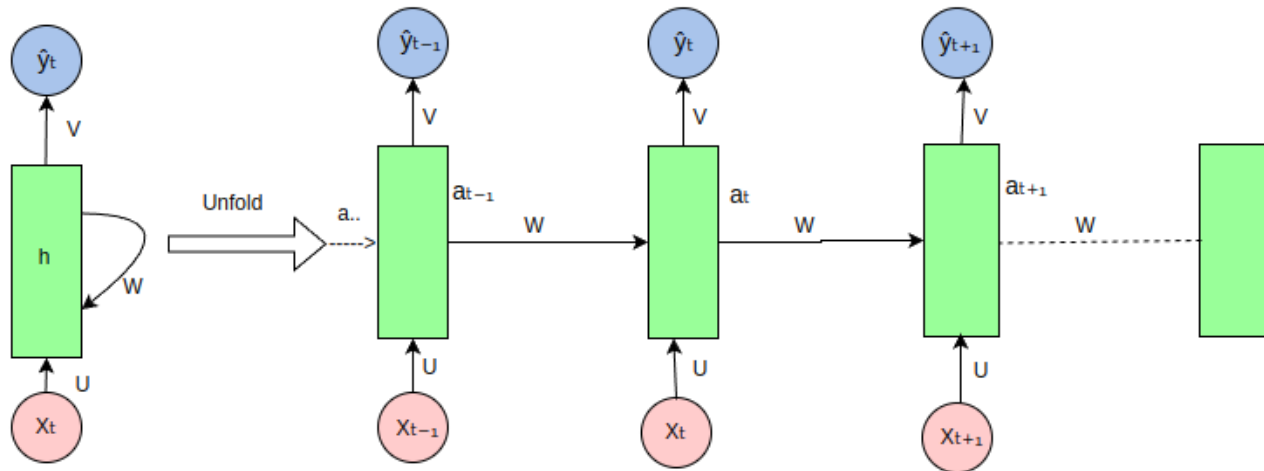 ŷt
V
h
W
U
Xt
Unfold
a..
ŷt−1
V
at−1
W
U
Xt−1
ŷt
V
at
W
U
Xt
ŷt+1
V
at+1
W
U
Xt+1